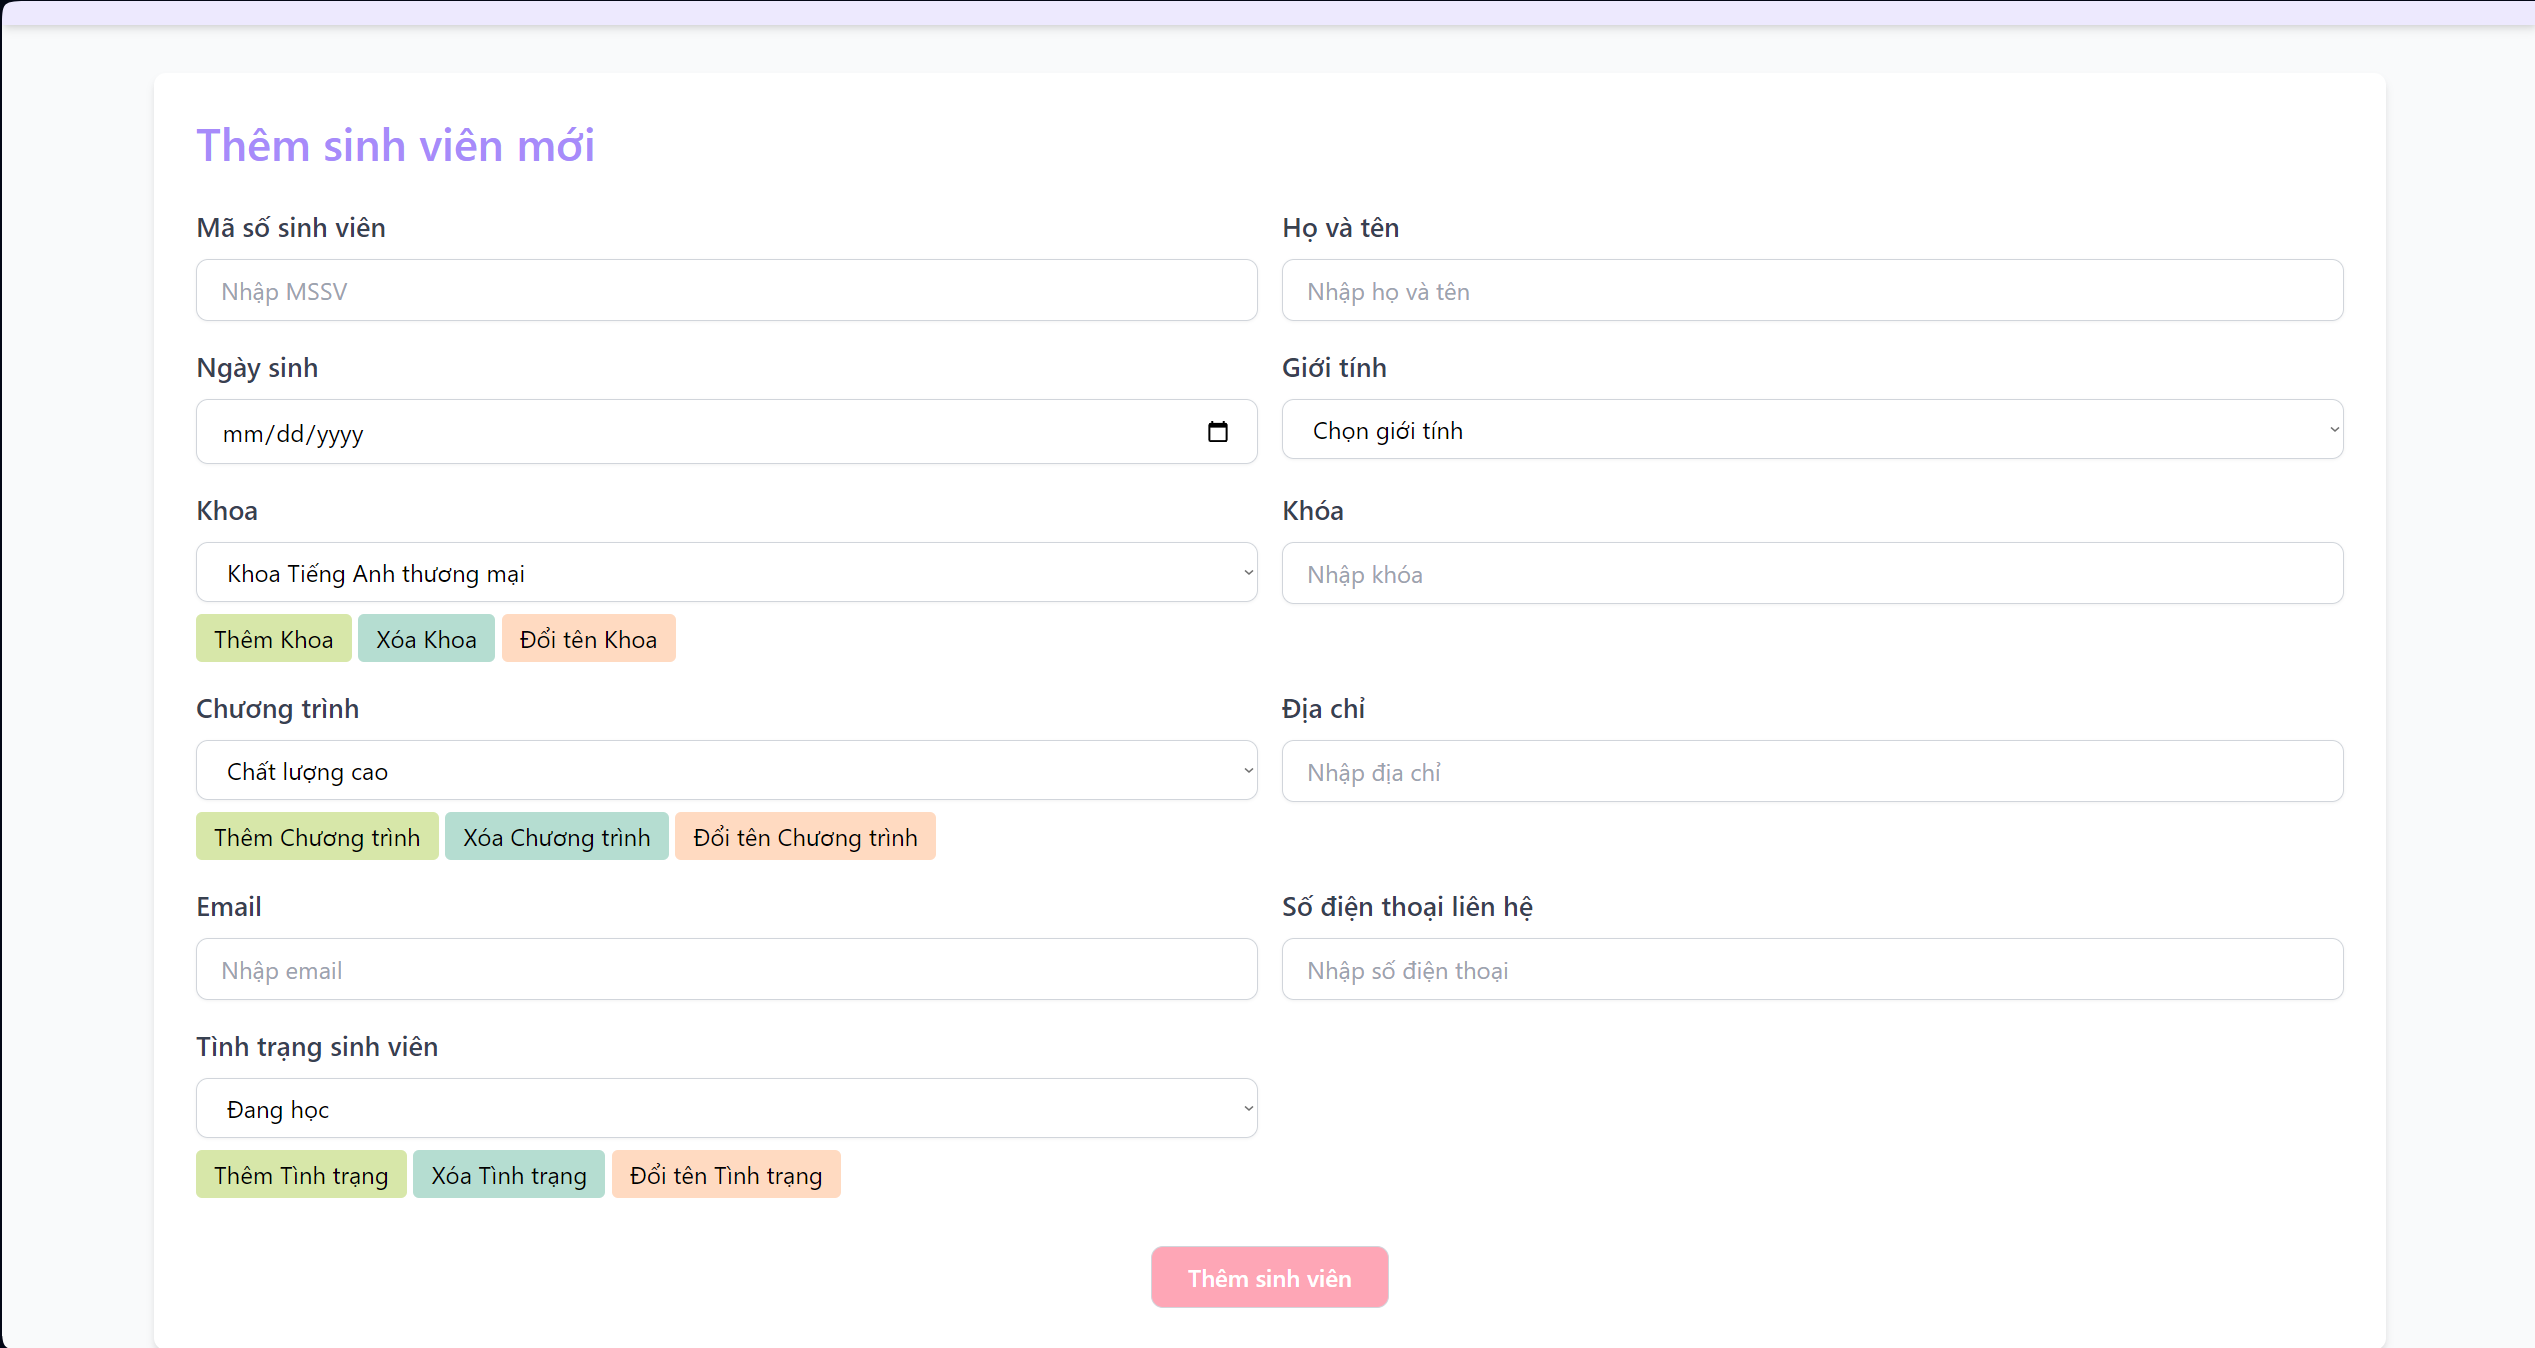 Thêm sinh viên mới
Mã số sinh viên
Họ và tên
Nhập MSSV
Nhập họ và tên
Ngày sinh
Giới tính
mm/dd/yyyy
Chọn giới tính
Khoa
Khóa
Khoa Tiếng Anh thương mại
Nhập khóa
Thêm Khoa Xóa Khoa Đổi tên Khoa
Chương trình
Địa chỉ
Chất lượng cao
Nhập địa chỉ
Thêm Chương trình Xóa Chương trình Đổi tên Chương trình
Email
Số điện thoại liên hệ
Nhập email
Nhập số điện thoại
Tình trạng sinh viên
Đang học
Thêm Tình trạng Xóa Tình trạng Đổi tên Tình trạng
Thêm sinh viên